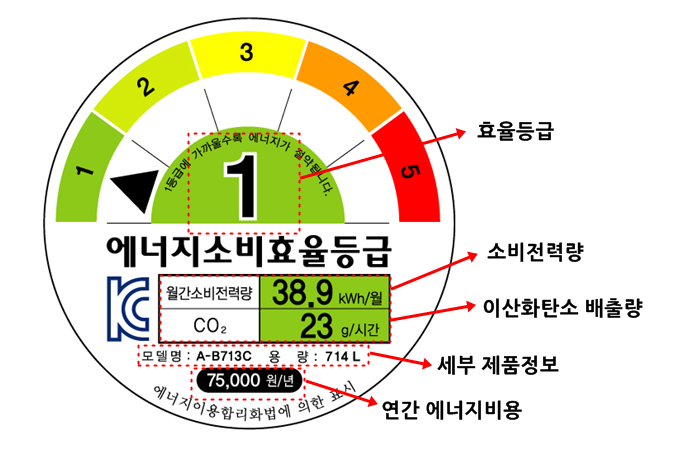 1
2
3
4
5
1등급에 가까울수록 에너지가 절약됩니다.
1
효율등급
에너지소비효율등급
소비전력량
월간소비전력량 38.9 kWh/월
이산화탄소 배출량
CO₂ 23 g/시간
모델명 : A-B713C 용 량 : 714 L
세부 제품정보
75,000 원/년
연간 에너지비용
에너지이용합리화법에 의한 표시